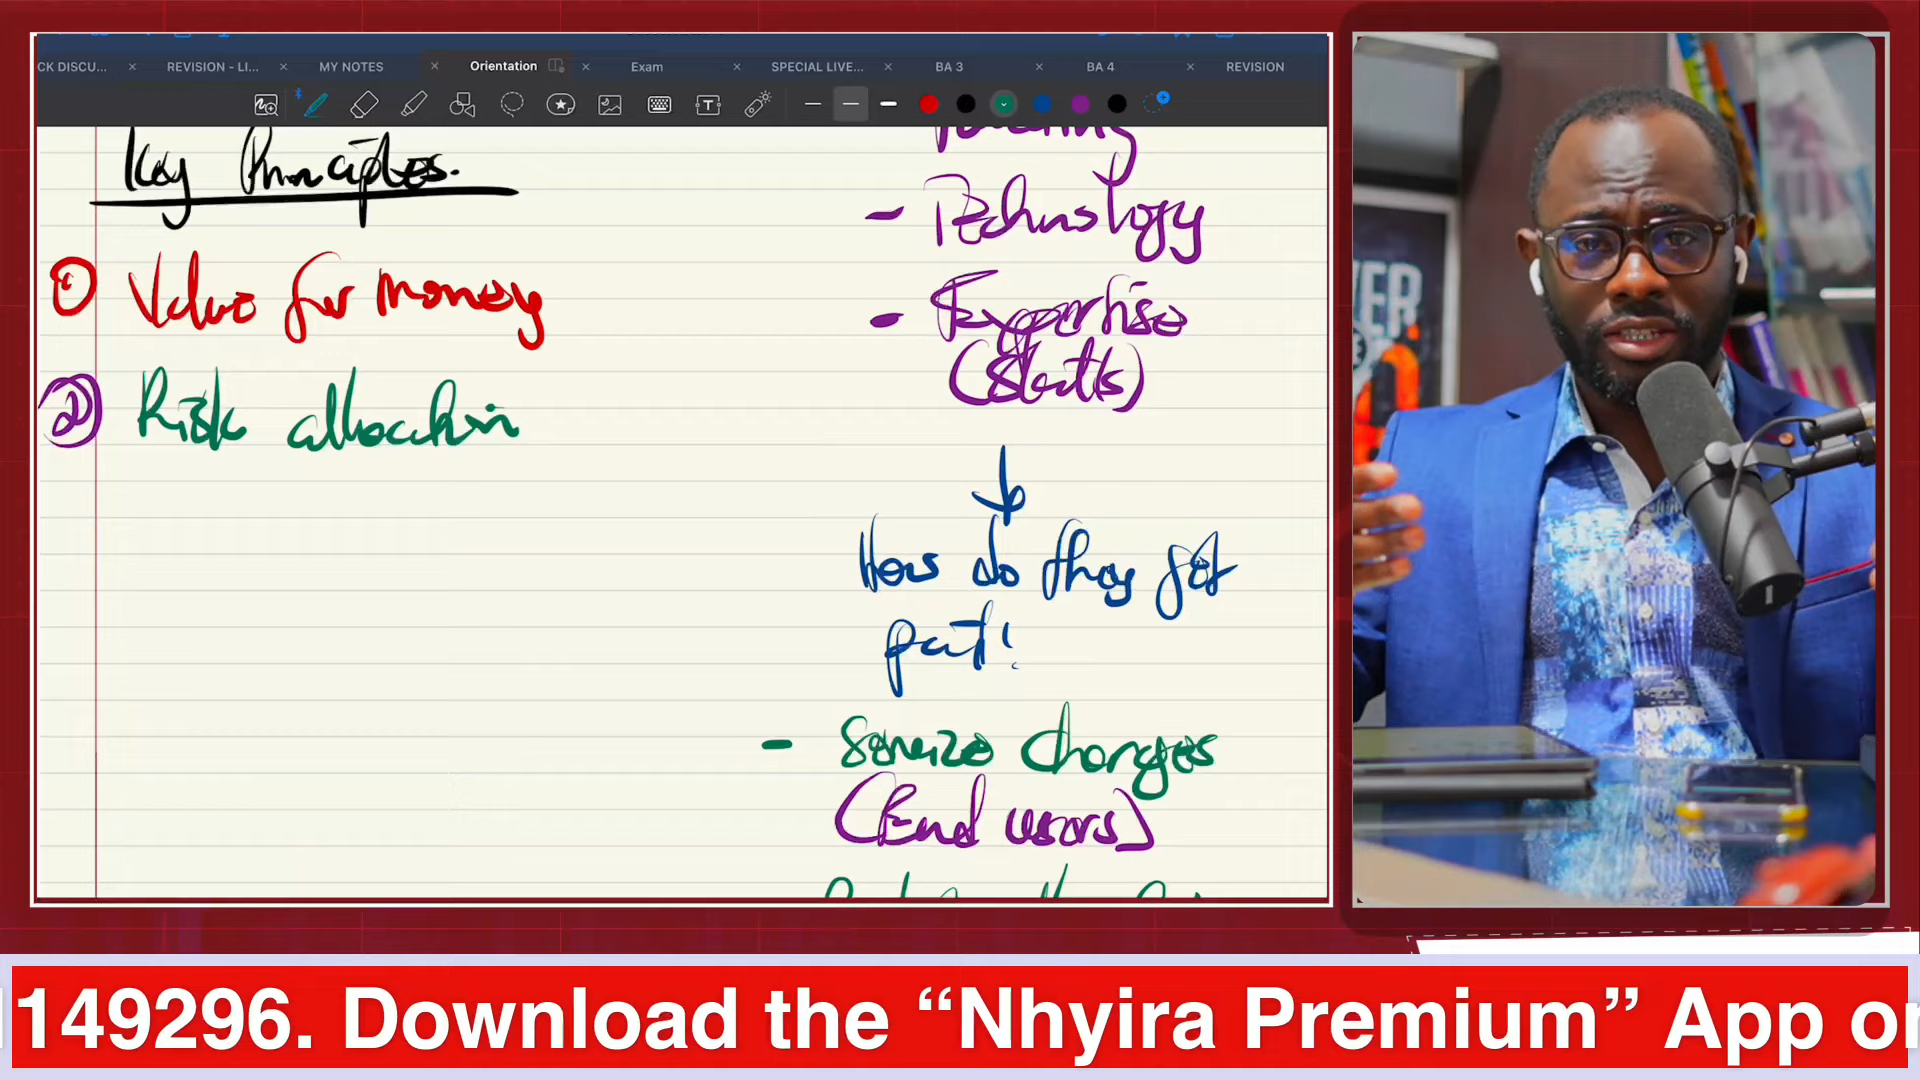 CK DISCU...
REVISION - LI...
MY NOTES
Orientation
Exam
SPECIAL LIVE...
BA 3
BA 4
REVISION
Key Principles.
① Value for money
② Risk allocation
- Technology
- Expertise
(Skills)
How do they get
paid?
- Service charges
(End users)
149296. Download the “Nhyira Premium” App on